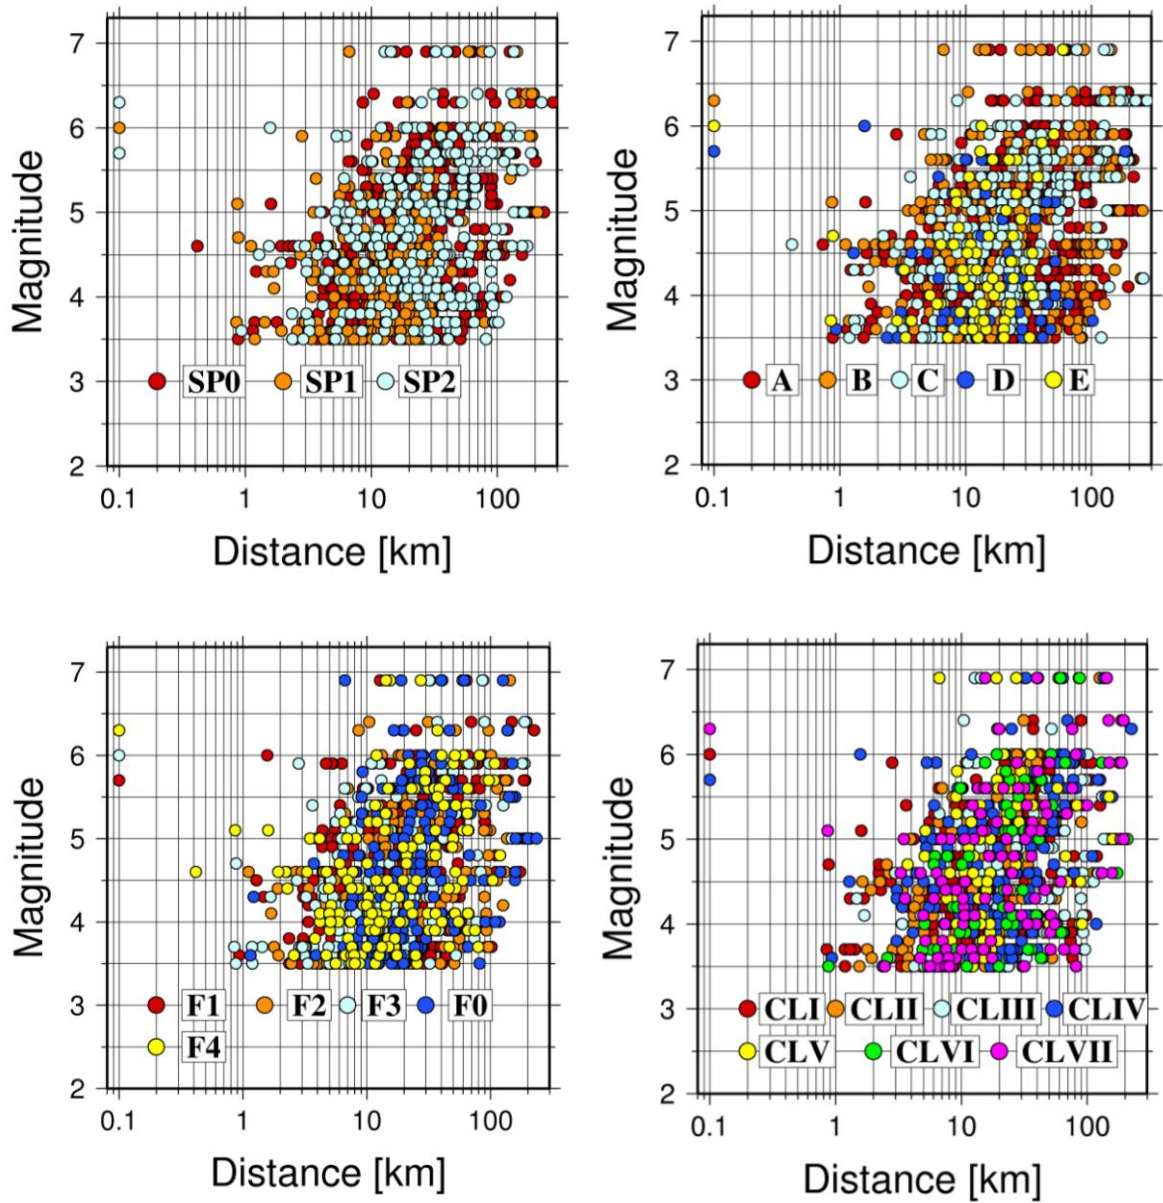 7
6
5
4
3
2
Magnitude
SP0 SP1 SP2
0.1 1 10 100
Distance [km]
7
6
5
4
3
2
Magnitude
A B C D E
0.1 1 10 100
Distance [km]
7
6
5
4
3
2
Magnitude
F1 F2 F3 F0
F4
0.1 1 10 100
Distance [km]
7
6
5
4
3
2
Magnitude
CLI CLII CLIII CLIV
CLV CLVI CLVII
0.1 1 10 100
Distance [km]